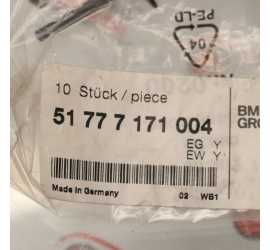 PE-LD
04
10 Stück / piece
51 77 7 171 004
BM
GRO
EG Y
EW Y
Made in Germany
02 WB1